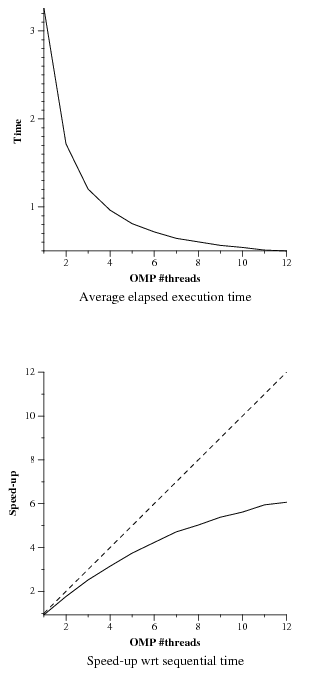 3
2
1
Time
2 4 6 8 10 12
OMP #threads
Average elapsed execution time
12
10
8
6
4
2
Speed-up
2 4 6 8 10 12
OMP #threads
Speed-up wrt sequential time